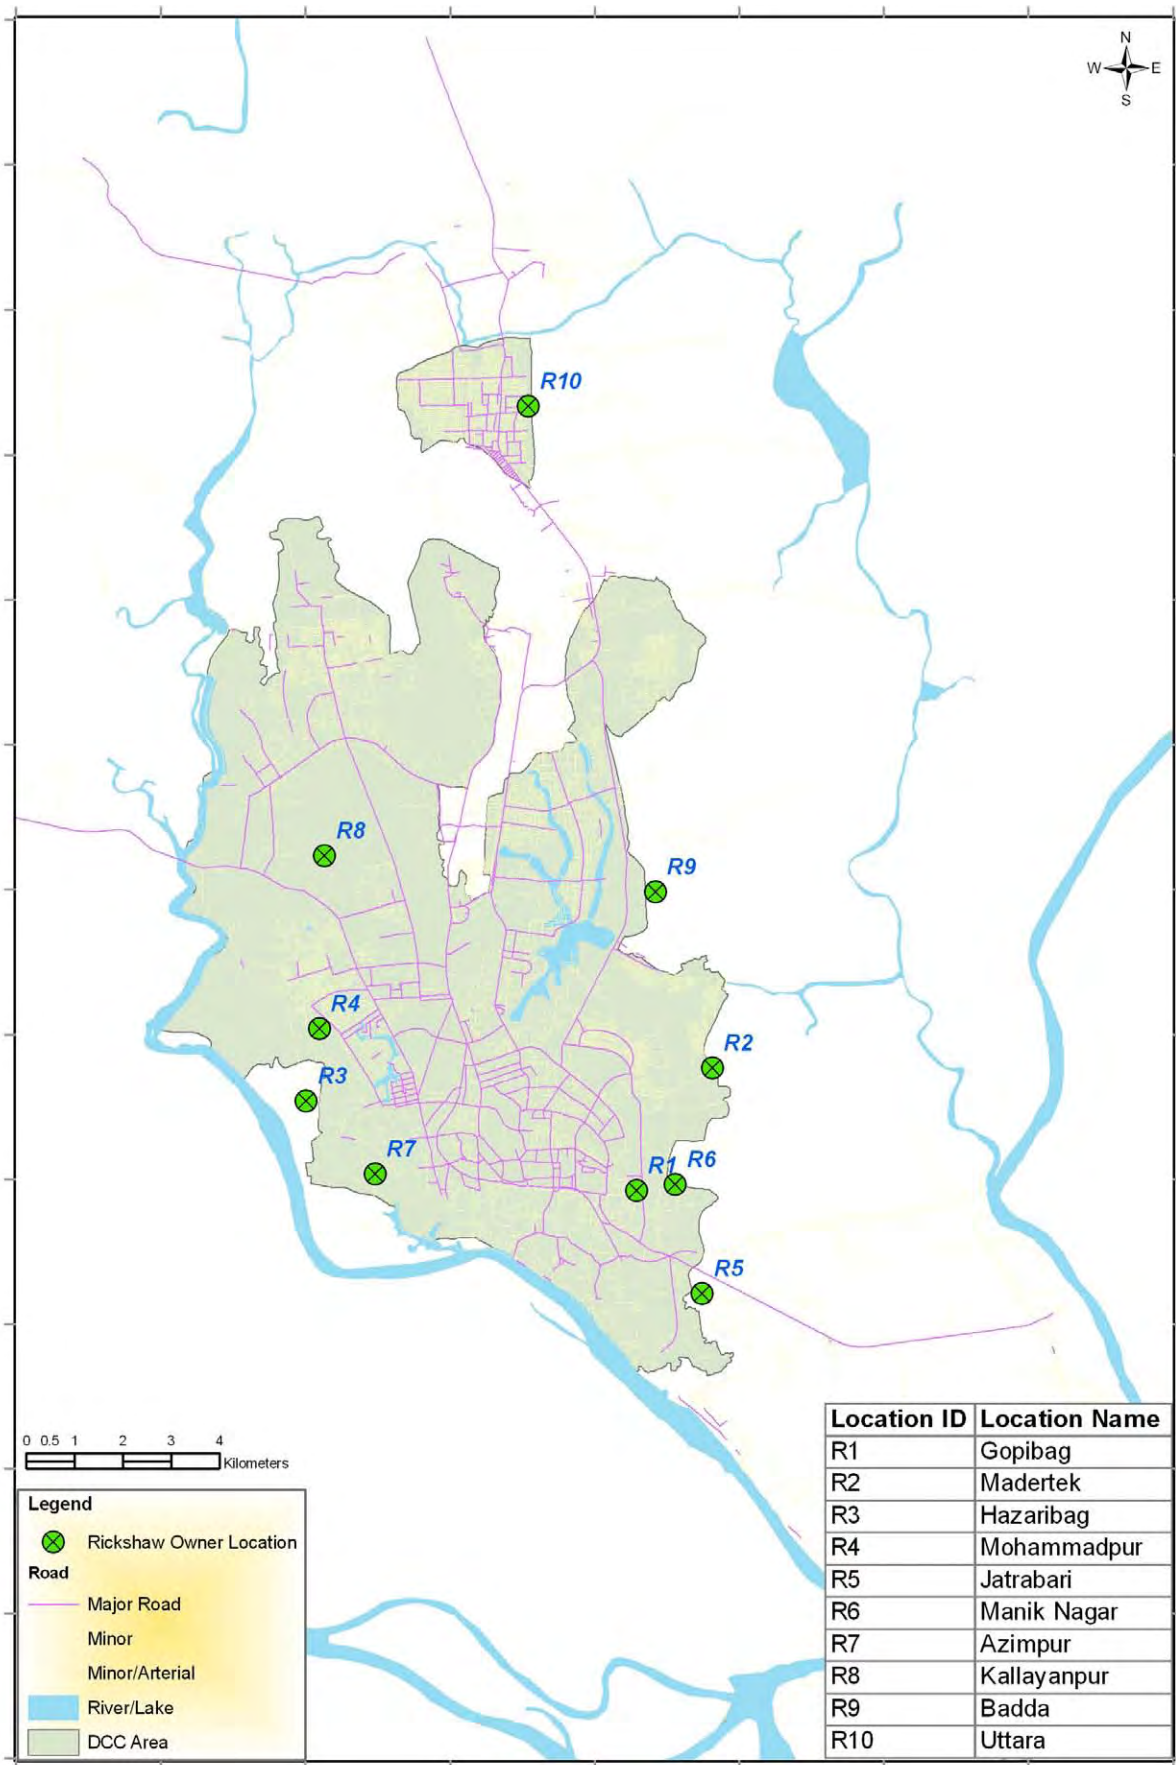 N
W E
S
R10
R8
R9
R4
R2
R3
R7
R1 R6
R5
0 0.5 1 2 3 4
Kilometers
Legend
Rickshaw Owner Location
Road
Major Road
Minor
Minor/Arterial
River/Lake
DCC Area
Location ID Location Name
R1 Gopibag
R2 Madertek
R3 Hazaribag
R4 Mohammadpur
R5 Jatrabari
R6 Manik Nagar
R7 Azimpur
R8 Kallayanpur
R9 Badda
R10 Uttara